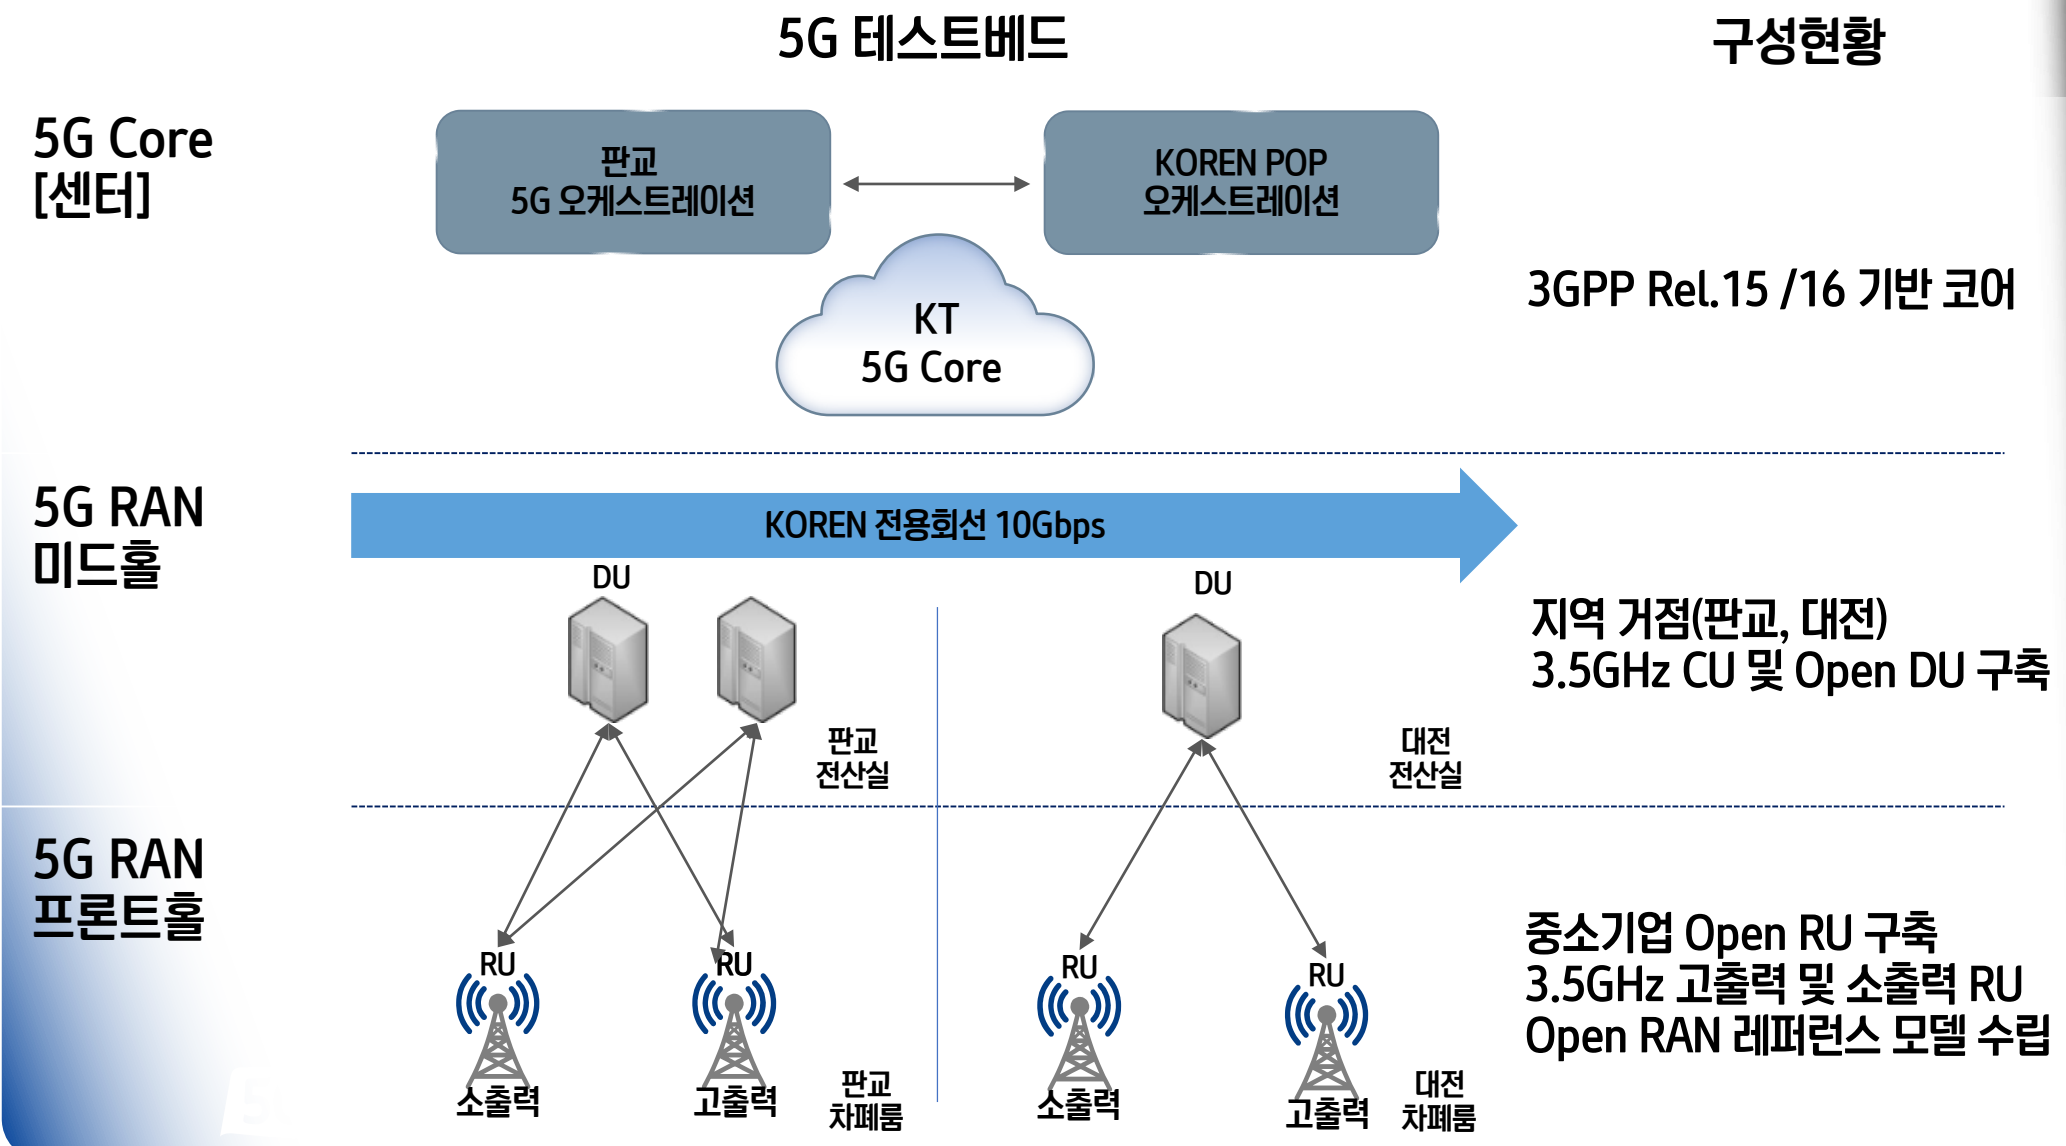 5G 테스트베드
구성현황
5G Core
[센터]
판교
5G 오케스트레이션
KOREN POP
오케스트레이션
KT
5G Core
3GPP Rel.15 /16 기반 코어
5G RAN
미드홀
KOREN 전용회선 10Gbps
DU
DU
판교
전산실
대전
전산실
지역 거점(판교, 대전)
3.5GHz CU 및 Open DU 구축
5G RAN
프론트홀
RU
RU
RU
RU
소출력
고출력
판교
차폐룸
소출력
고출력
대전
차폐룸
중소기업 Open RU 구축
3.5GHz 고출력 및 소출력 RU
Open RAN 레퍼런스 모델 수립